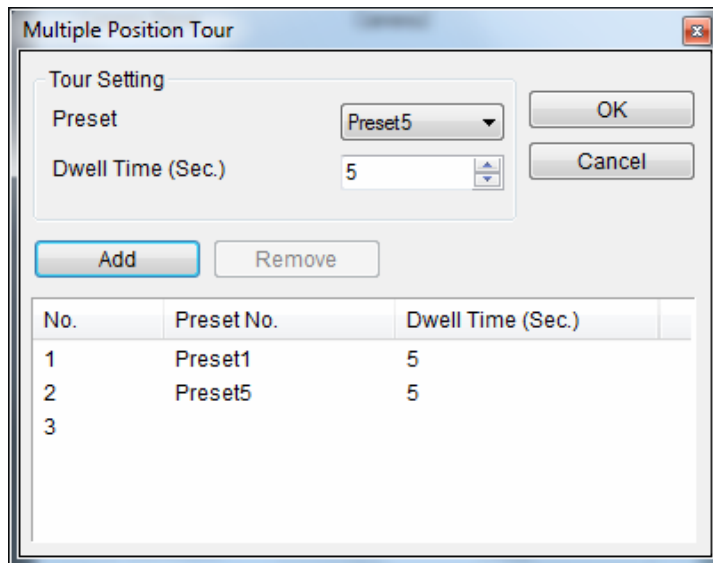 Multiple Position Tour
Tour Setting
Preset
Preset5
OK
Dwell Time (Sec.)
5
Cancel
Add
Remove
No. Preset No. Dwell Time (Sec.)
1 Preset1 5
2 Preset5 5
3